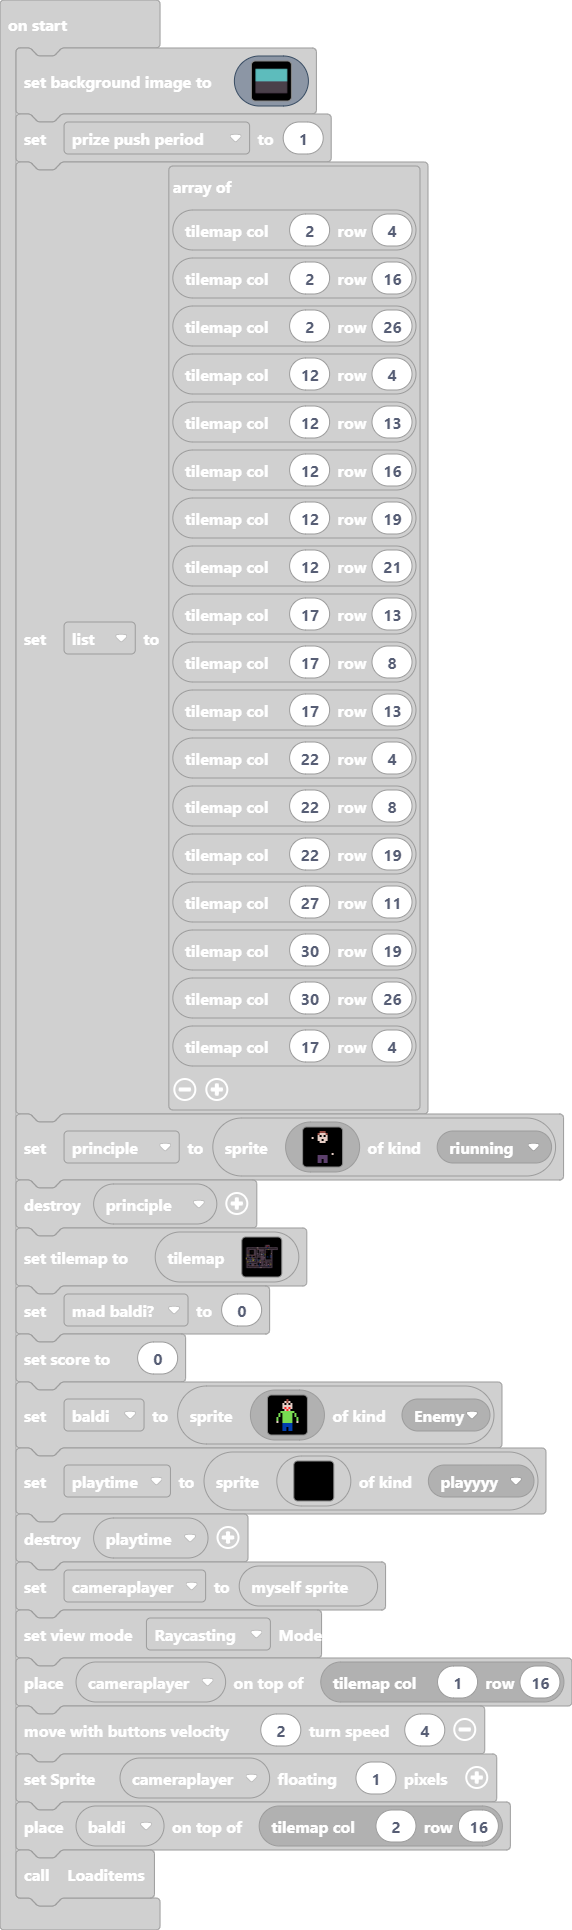 on start
set background image to
set prize push period to 1
array of
tilemap col 2 row 4
tilemap col 2 row 16
tilemap col 2 row 26
tilemap col 12 row 4
tilemap col 12 row 13
tilemap col 12 row 16
tilemap col 12 row 19
tilemap col 12 row 21
tilemap col 17 row 13
set list to
tilemap col 17 row 8
tilemap col 17 row 13
tilemap col 22 row 4
tilemap col 22 row 8
tilemap col 22 row 19
tilemap col 27 row 11
tilemap col 30 row 19
tilemap col 30 row 26
tilemap col 17 row 4
set principle to sprite of kind riunning
destroy principle
set tilemap to tilemap
set mad baldi? to 0
set score to 0
set baldi to sprite of kind Enemy
set playtime to sprite of kind playyyy
destroy playtime
set cameraplayer to myself sprite
set view mode Raycasting Mode
place cameraplayer on top of tilemap col 1 row 16
move with buttons velocity 2 turn speed 4
set Sprite cameraplayer floating 1 pixels
place baldi on top of tilemap col 2 row 16
call Loaditems